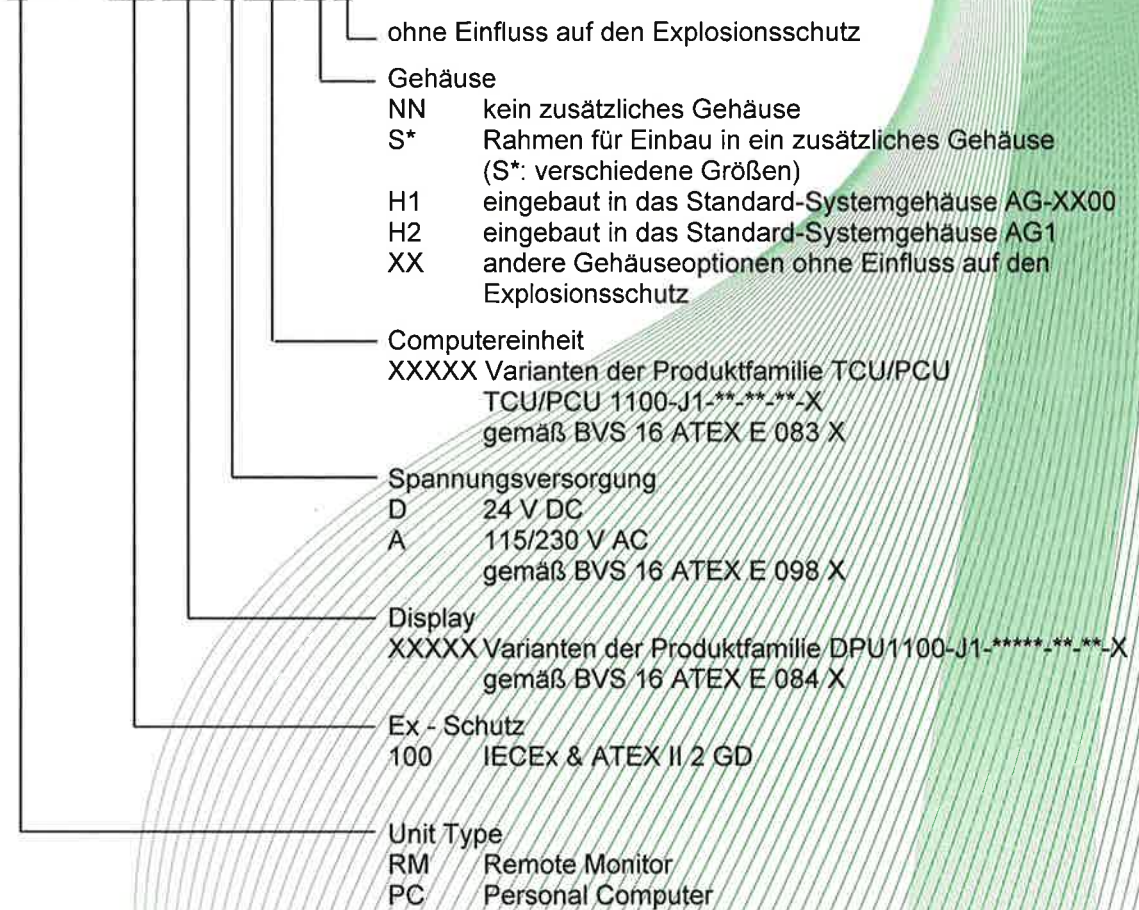 ohne Einfluss auf den Explosionsschutz
Gehäuse
NN kein zusätzliches Gehäuse
S* Rahmen für Einbau in ein zusätzliches Gehäuse
(S*: verschiedene Größen)
H1 eingebaut in das Standard-Systemgehäuse AG-XX00
H2 eingebaut in das Standard-Systemgehäuse AG1
XX andere Gehäuseoptionen ohne Einfluss auf den
Explosionsschutz
Computereinheit
XXXXX Varianten der Produktfamilie TCU/PCU
TCU/PCU 1100-J1-**-**-**-X
gemäß BVS 16 ATEX E 083 X
Spannungsversorgung
D 24 V DC
A 115/230 V AC
gemäß BVS 16 ATEX E 098 X
Display
XXXXX Varianten der Produktfamilie DPU1100-J1-*****-**-**-X
gemäß BVS 16 ATEX E 084 X
Ex - Schutz
100 IECEx & ATEX II 2 GD
Unit Type
RM Remote Monitor
PC Personal Computer